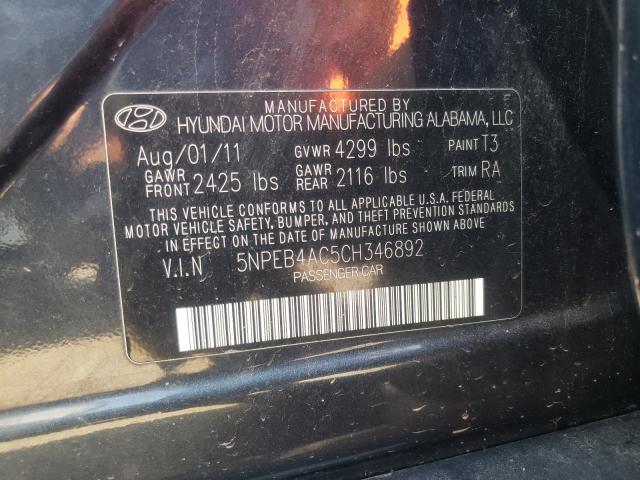 MANUFACTURED BY
HYUNDAI MOTOR MANUFACTURING ALABAMA, LLC
Aug/01/11 GVWR 4299 lbs PAINT T3
GAWR FRONT 2425 lbs GAWR REAR 2116 lbs TRIM RA
THIS VEHICLE CONFORMS TO ALL APPLICABLE U.S.A. FEDERAL
MOTOR VEHICLE SAFETY, BUMPER, AND THEFT PREVENTION STANDARDS
IN EFFECT ON THE DATE OF MANUFACTURE SHOWN ABOVE.
V.I.N 5NPEB4AC5CH346892
PASSENGER CAR